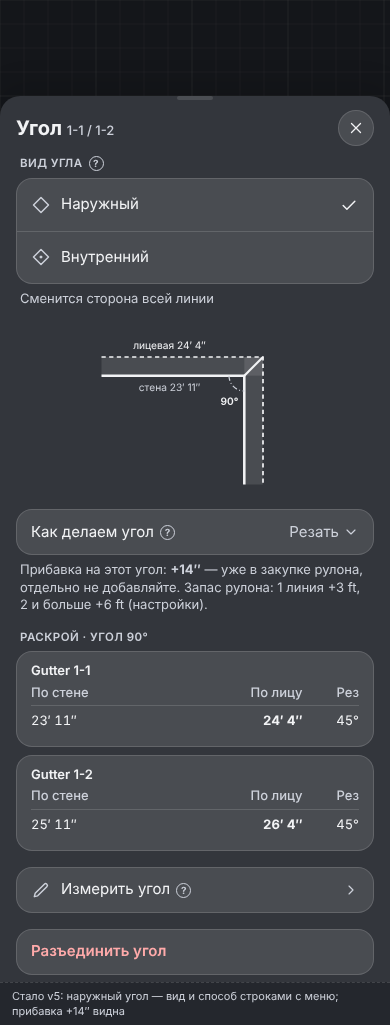 Угол 1-1 / 1-2
ВИД УГЛА ?
Наружный
Внутренний
Сменится сторона всей линии
лицевая 24′ 4″
стена 23′ 11″
90°
Как делаем угол ? Резать
Прибавка на этот угол: +14″ — уже в закупке рулона,
отдельно не добавляйте. Запас рулона: 1 линия +3 ft,
2 и больше +6 ft (настройки).
РАСКРОЙ · УГОЛ 90°
Gutter 1-1
По стене По лицу Рез
23′ 11″ 24′ 4″ 45°
Gutter 1-2
По стене По лицу Рез
25′ 11″ 26′ 4″ 45°
Измерить угол ?
Разъединить угол
Стало v5: наружный угол — вид и способ строками с меню;
прибавка +14″ видна